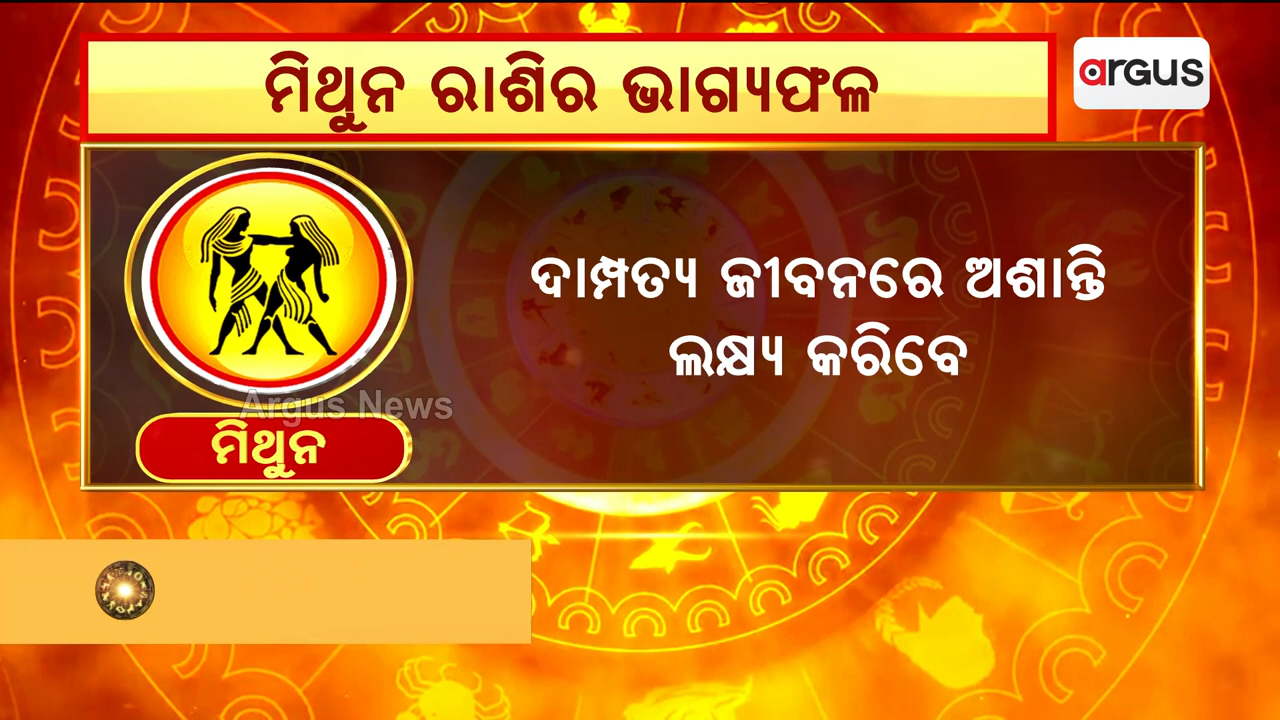 ମିଥୁନ ରାଶିର ଭାଗ୍ୟଫଳ
argus
ଦାମ୍ପତ୍ୟ ଜୀବନରେ ଅଶାନ୍ତି
ଲକ୍ଷ୍ୟ କରିବେ
Argus News
ମିଥୁନ